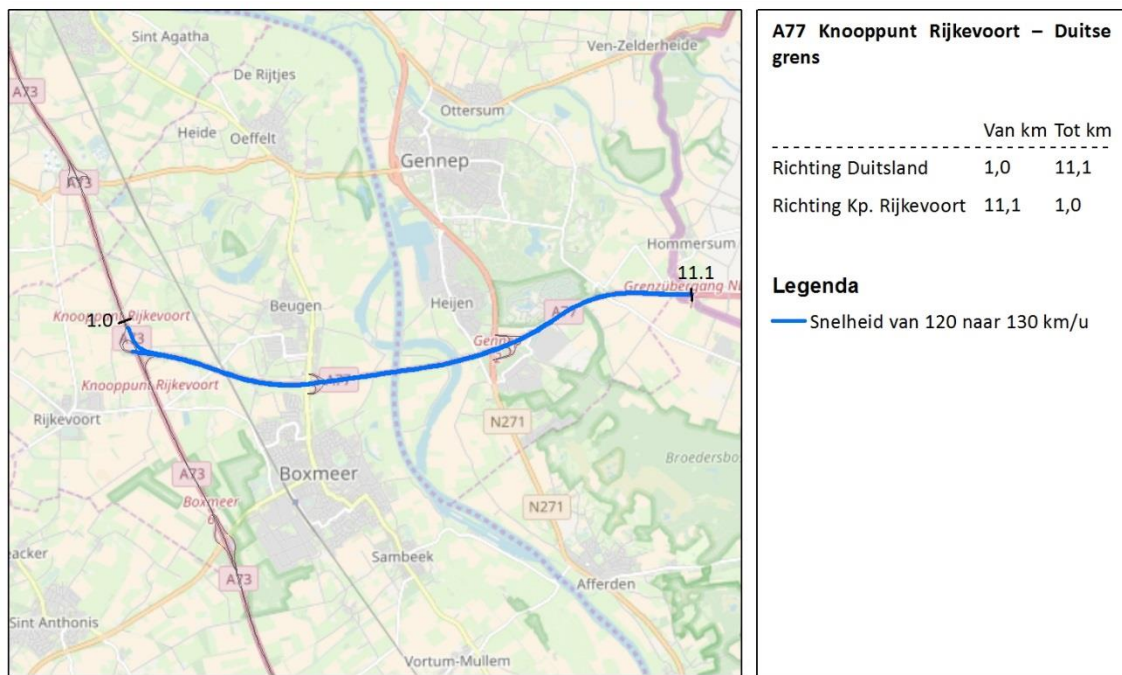 Sint Agatha
Ven-Zelderheide
De Rijtjes
A73
Ottersum
Heide
Oeffelt
Gennep
A73
Hommersum
11.1
Grenzübergang
Beugen
Heijen
A77
1.0
Knooppunt Rijkevoort
A73
Gennep
Knooppunt Rijkevoort
A77
Rijkevoort
N271
Boxmeer
A73
Boxmeer
6
N271
Sambeek
A73
Afferden
Sint Anthonis
Vortum-Mullem
A77 Knooppunt Rijkevoort – Duitse
grens
Van km Tot km
Richting Duitsland 1,0 11,1
Richting Kp. Rijkevoort 11,1 1,0
Legenda
Snelheid van 120 naar 130 km/u